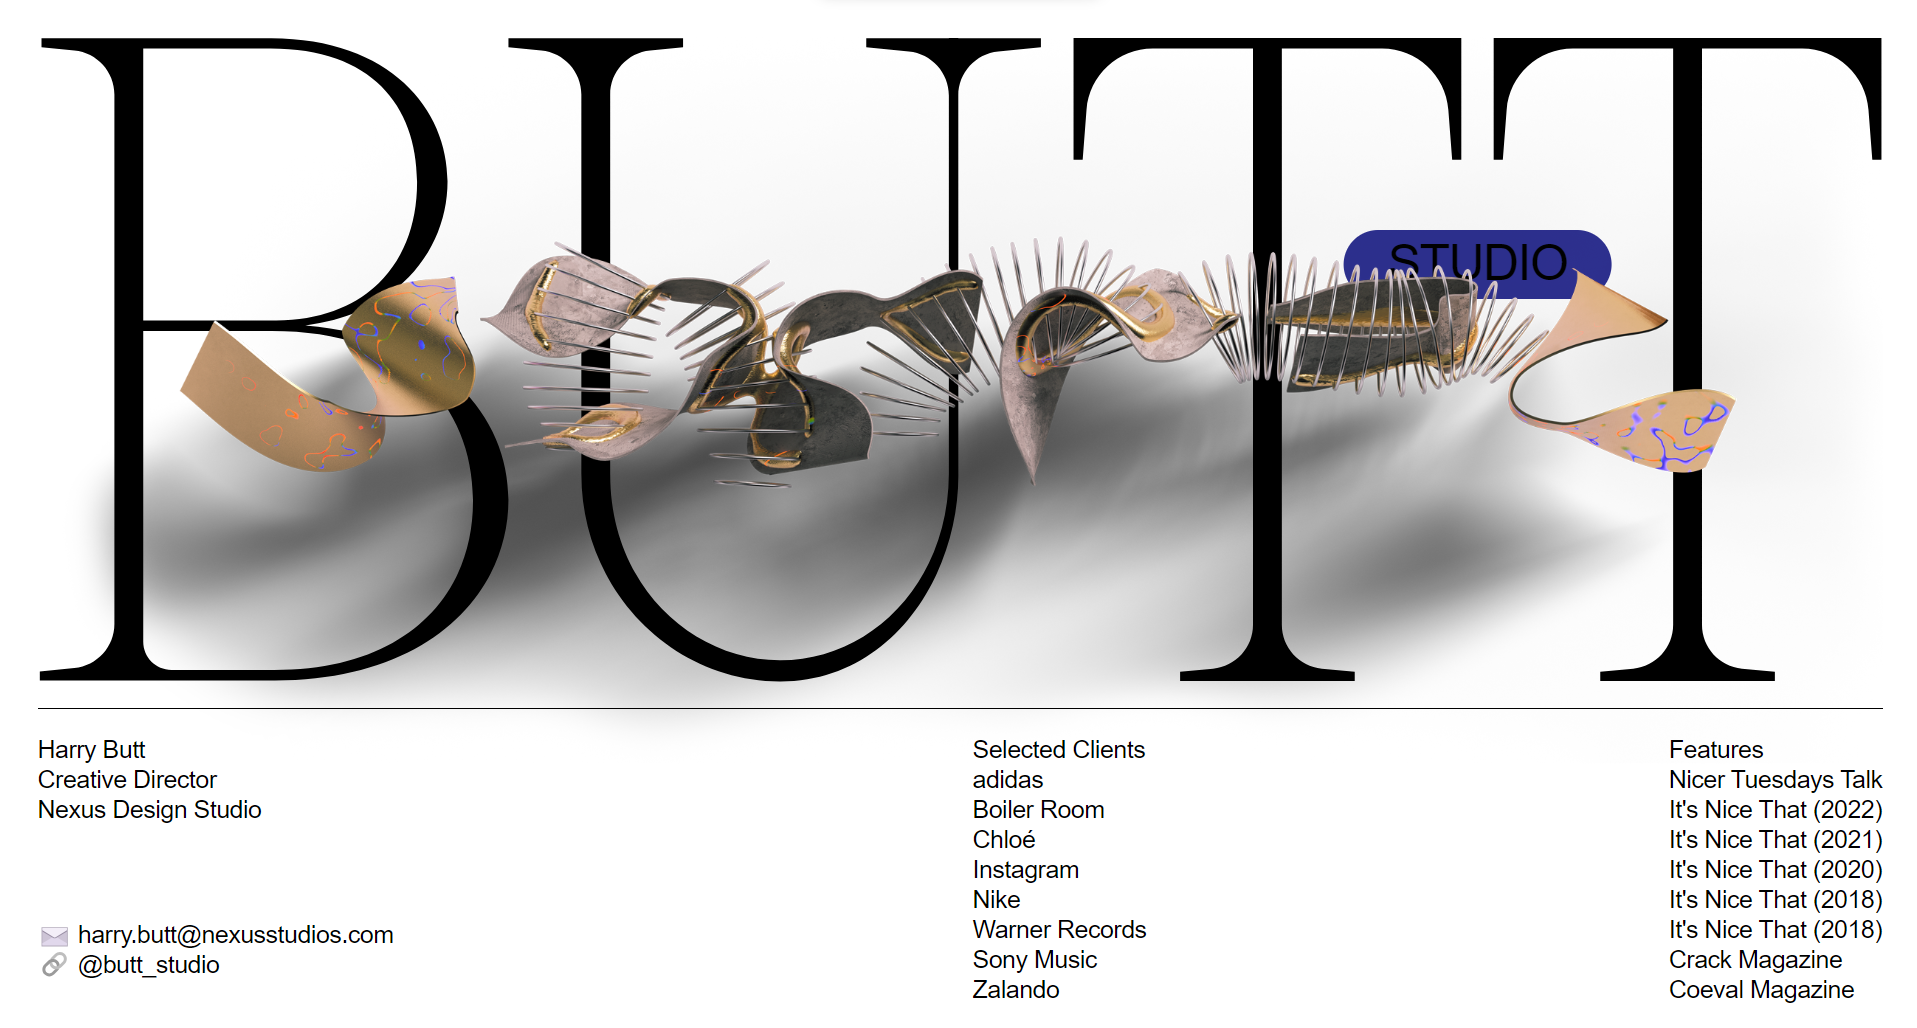 BUTT
STUDIO
Harry Butt
Creative Director
Nexus Design Studio
harry.butt@nexusstudios.com
@butt_studio
Selected Clients
adidas
Boiler Room
Chloé
Instagram
Nike
Warner Records
Sony Music
Zalando
Features
Nicer Tuesdays Talk
It's Nice That (2022)
It's Nice That (2021)
It's Nice That (2020)
It's Nice That (2018)
It's Nice That (2018)
Crack Magazine
Coeval Magazine